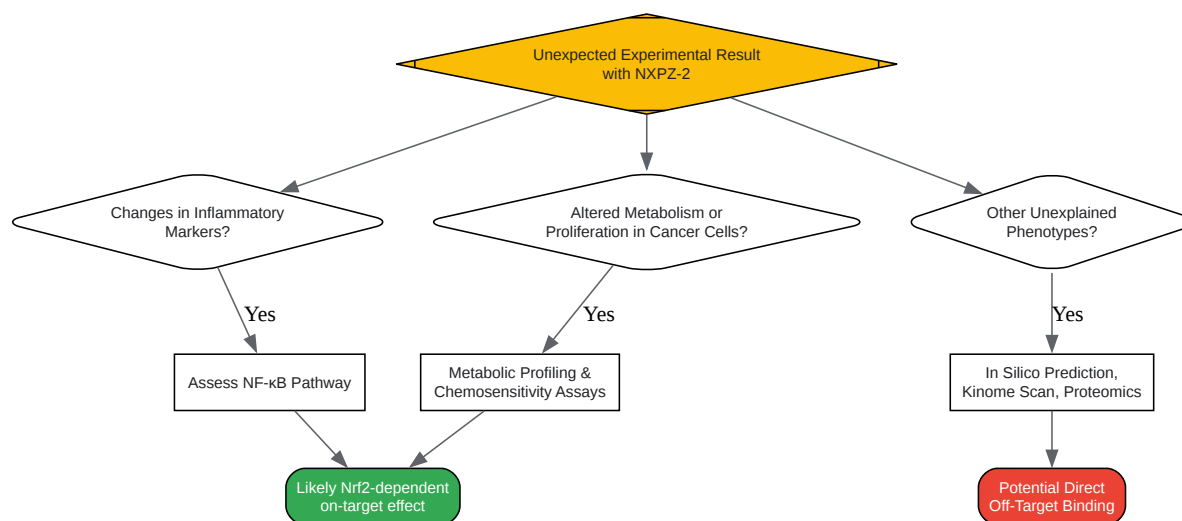 Unexpected Experimental Result
with NXPZ-2
Changes in Inflammatory
Markers?
Altered Metabolism or
Proliferation in Cancer Cells?
Other Unexplained
Phenotypes?
Yes
Yes
Yes
Assess NF-κB Pathway
Metabolic Profiling &
Chemosensitivity Assays
In Silico Prediction,
Kinome Scan, Proteomics
Likely Nrf2-dependent
on-target effect
Potential Direct
Off-Target Binding